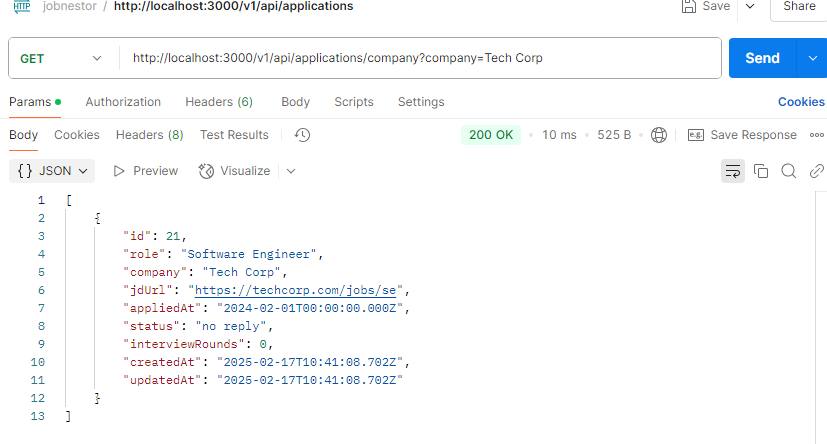 HTTP jobnestor / http://localhost:3000/v1/api/applications Save Share
GET http://localhost:3000/v1/api/applications/company?company=Tech Corp Send
Params Authorization Headers (6) Body Scripts Settings Cookies
Body Cookies Headers (8) Test Results 200 OK 10 ms 525 B e.g. Save Response
{} JSON Preview Visualize
1 [
2 {
3 "id": 21,
4 "role": "Software Engineer",
5 "company": "Tech Corp",
6 "jdUrl": "https://techcorp.com/jobs/se",
7 "appliedAt": "2024-02-01T00:00:00.000Z",
8 "status": "no reply",
9 "interviewRounds": 0,
10 "createdAt": "2025-02-17T10:41:08.702Z",
11 "updatedAt": "2025-02-17T10:41:08.702Z"
12 }
13 ]